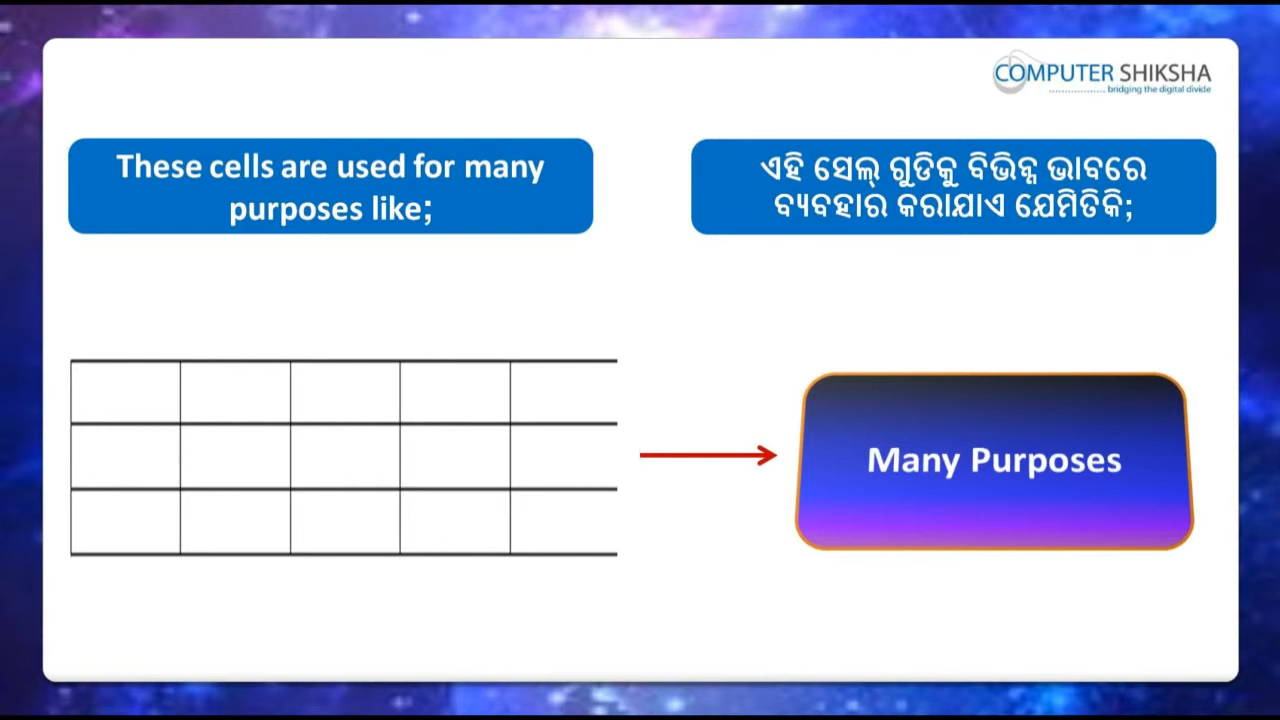 COMPUTER SHIKSHA
bridging the digital divide
These cells are used for many
purposes like;
ଏହି ସେଲ୍ ଗୁଡିକୁ ବିଭିନ୍ନ ଭାବରେ
ବ୍ୟବହାର କରାଯାଏ ଯେମିତିକି;
Many Purposes